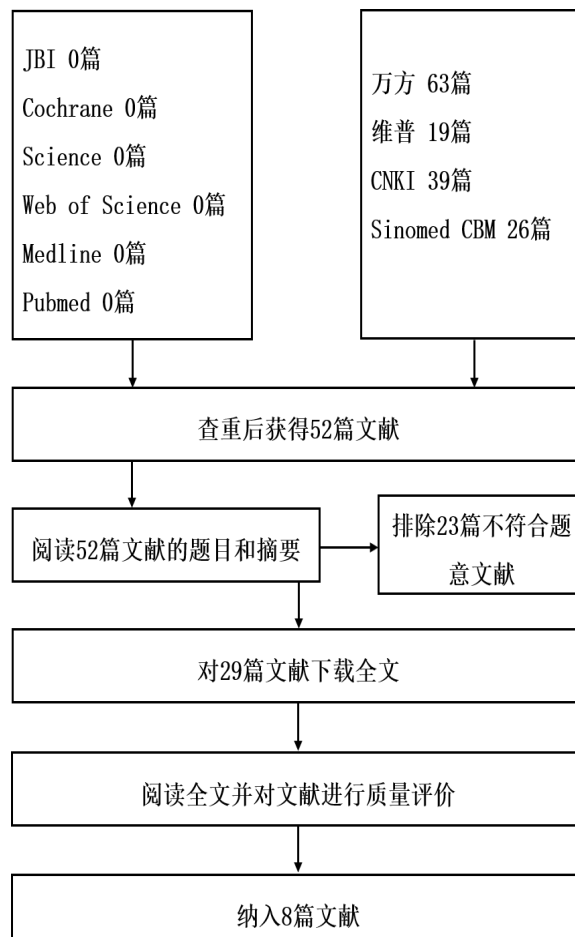 JBI 0篇
Cochrane 0篇
Science 0篇
Web of Science 0篇
Medline 0篇
Pubmed 0篇
万方 63篇
维普 19篇
CNKI 39篇
Sinomed CBM 26篇
查重后获得52篇文献
阅读52篇文献的题目和摘要
排除23篇不符合题
意文献
对29篇文献下载全文
阅读全文并对文献进行质量评价
纳入8篇文献